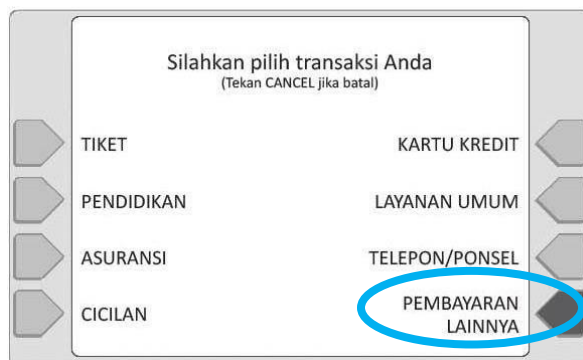 Silahkan pilih transaksi Anda
(Tekan CANCEL jika batal)
TIKET
KARTU KREDIT
PENDIDIKAN
LAYANAN UMUM
ASURANSI
TELEPON/PONSEL
CICILAN
PEMBAYARAN
LAINNYA